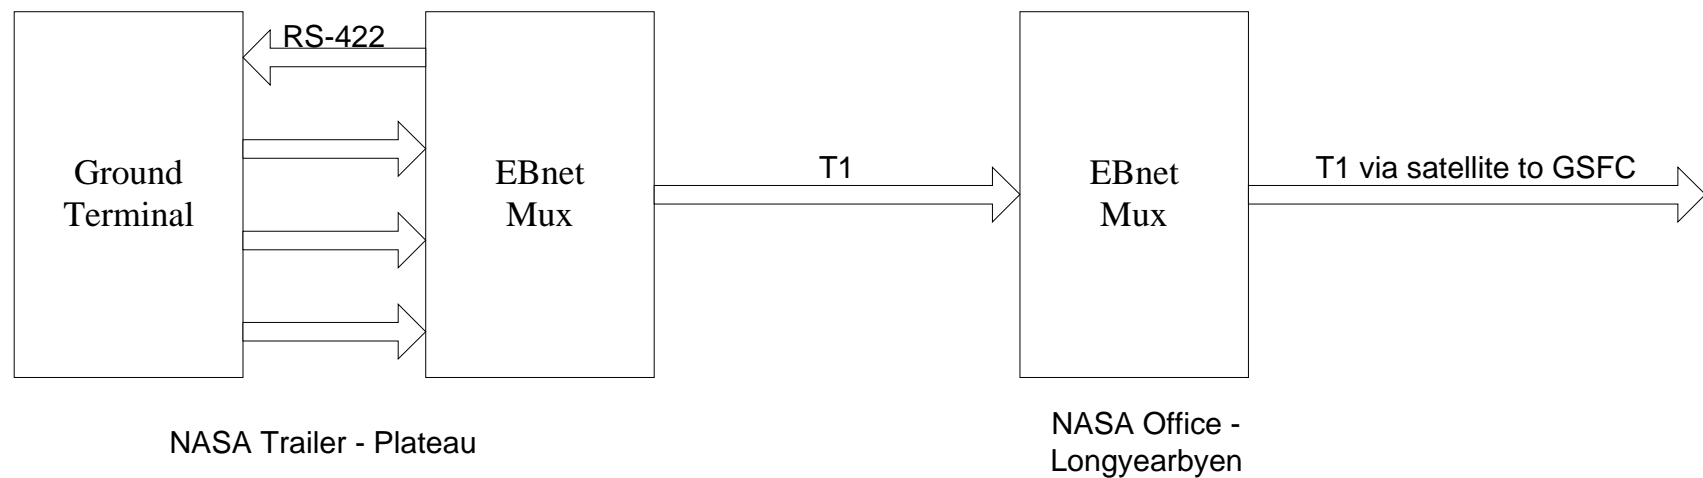 RS-422
Ground
Terminal
EBnet
Mux
T1
EBnet
Mux
T1 via satellite to GSFC
NASA Trailer - Plateau
NASA Office -
Longyearbyen